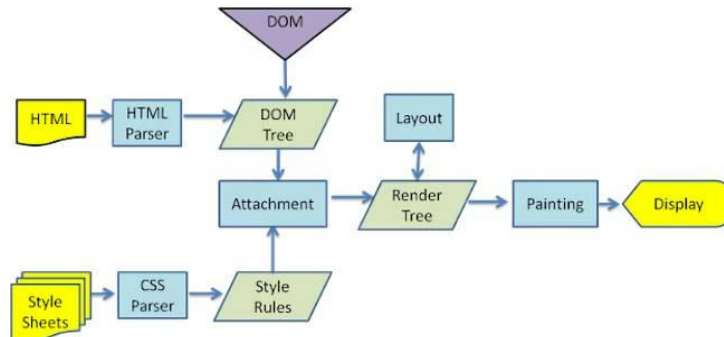 DOM
HTML
HTML
Parser
DOM
Tree
Layout
Attachment
Render
Tree
Painting
Display
Style
Sheets
CSS
Parser
Style
Rules